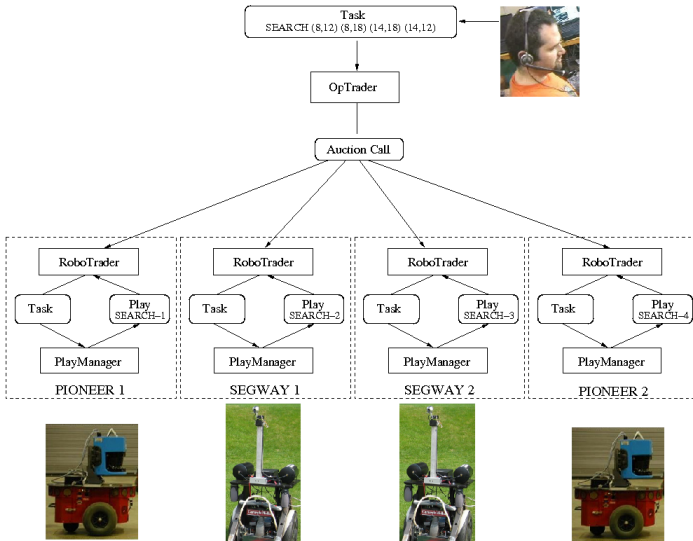 Task
SEARCH (8,12) (8,18) (14,18) (14,12)
OpTrader
Auction Call
RoboTrader
RoboTrader
RoboTrader
RoboTrader
Task
Play
SEARCH–1
Task
Play
SEARCH–2
Task
Play
SEARCH–3
Task
Play
SEARCH–4
PlayManager
PlayManager
PlayManager
PlayManager
PIONEER 1
SEGWAY 1
SEGWAY 2
PIONEER 2